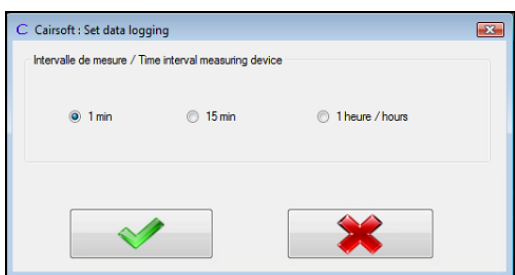 C Cairsoft : Set data logging
Intervalle de mesure / Time interval measuring device
1 min 15 min 1 heure / hours